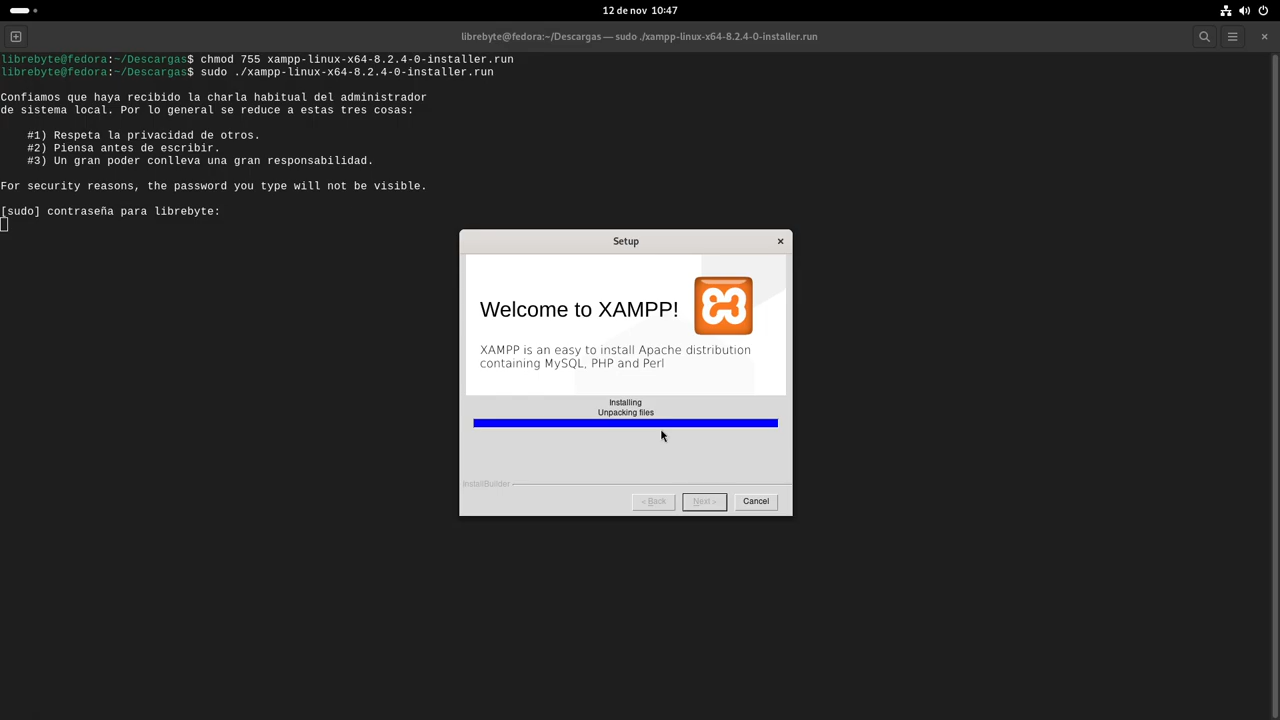 12 de nov 10:47
librebyte@fedora:~/Descargas — sudo ./xampp-linux-x64-8.2.4-0-installer.run
librebyte@fedora:~/Descargas$ chmod 755 xampp-linux-x64-8.2.4-0-installer.run
librebyte@fedora:~/Descargas$ sudo ./xampp-linux-x64-8.2.4-0-installer.run
Confiamos que haya recibido la charla habitual del administrador
de sistema local. Por lo general se reduce a estas tres cosas:
#1) Respeta la privacidad de otros.
#2) Piensa antes de escribir.
#3) Un gran poder conlleva una gran responsabilidad.
For security reasons, the password you type will not be visible.
[sudo] contraseña para librebyte:
Setup
Welcome to XAMPP!
XAMPP is an easy to install Apache distribution
containing MySQL, PHP and Perl
Installing
Unpacking files
InstallBuilder
< Back
Next >
Cancel